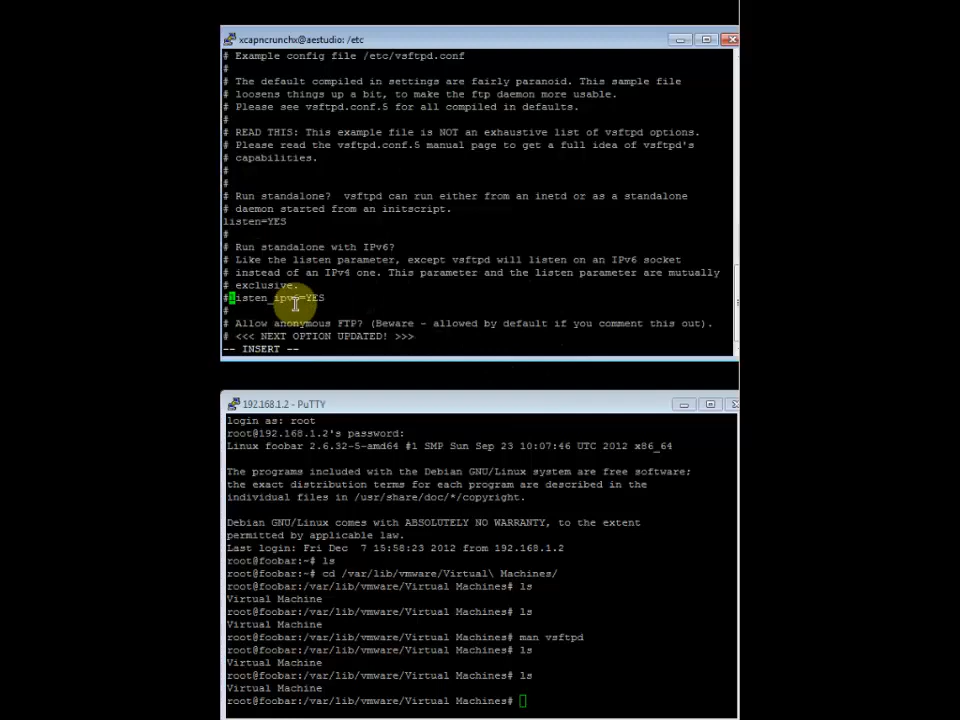 xcapncrunchx@aestudio: /etc
# Example config file /etc/vsftpd.conf
#
# The default compiled in settings are fairly paranoid. This sample file
# loosens things up a bit, to make the ftp daemon more usable.
# Please see vsftpd.conf.5 for all compiled in defaults.
#
# READ THIS: This example file is NOT an exhaustive list of vsftpd options.
# Please read the vsftpd.conf.5 manual page to get a full idea of vsftpd's
# capabilities.
#
#
# Run standalone?  vsftpd can run either from an inetd or as a standalone
# daemon started from an initscript.
listen=YES
#
# Run standalone with IPv6?
# Like the listen parameter, except vsftpd will listen on an IPv6 socket
# instead of an IPv4 one. This parameter and the listen parameter are mutually
# exclusive.
#listen_ipv6=YES
#
# Allow anonymous FTP? (Beware - allowed by default if you comment this out).
# <<< NEXT OPTION UPDATED! >>>
-- INSERT --
192.168.1.2 - PuTTY
login as: root
root@192.168.1.2's password:
Linux foobar 2.6.32-5-amd64 #1 SMP Sun Sep 23 10:07:46 UTC 2012 x86_64
The programs included with the Debian GNU/Linux system are free software;
the exact distribution terms for each program are described in the
individual files in /usr/share/doc/*/copyright.
Debian GNU/Linux comes with ABSOLUTELY NO WARRANTY, to the extent
permitted by applicable law.
Last login: Fri Dec  7 15:58:23 2012 from 192.168.1.2
root@foobar:~# ls
root@foobar:~# cd /var/lib/vmware/Virtual\ Machines/
root@foobar:/var/lib/vmware/Virtual Machines# ls
Virtual Machine
root@foobar:/var/lib/vmware/Virtual Machines# ls
Virtual Machine
root@foobar:/var/lib/vmware/Virtual Machines# man vsftpd
root@foobar:/var/lib/vmware/Virtual Machines# ls
Virtual Machine
root@foobar:/var/lib/vmware/Virtual Machines# ls
Virtual Machine
root@foobar:/var/lib/vmware/Virtual Machines#